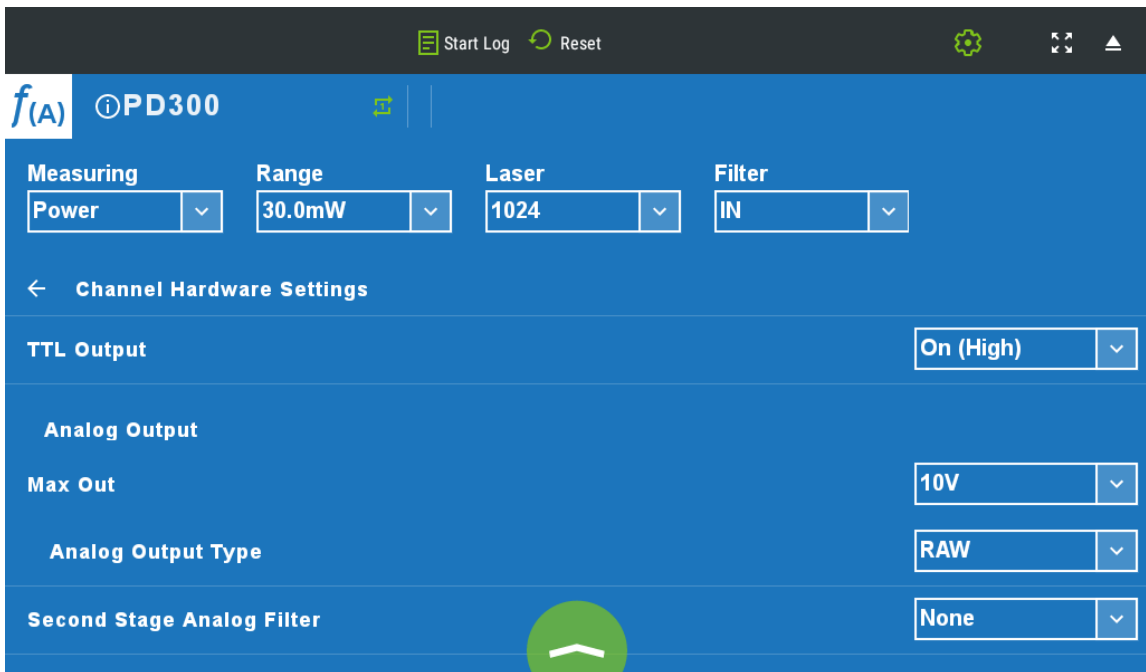 Start Log Reset
f(A) PD300
Measuring Range Laser Filter
Power 30.0mW 1024 IN
Channel Hardware Settings
TTL Output On (High)
Analog Output
Max Out 10V
Analog Output Type RAW
Second Stage Analog Filter None